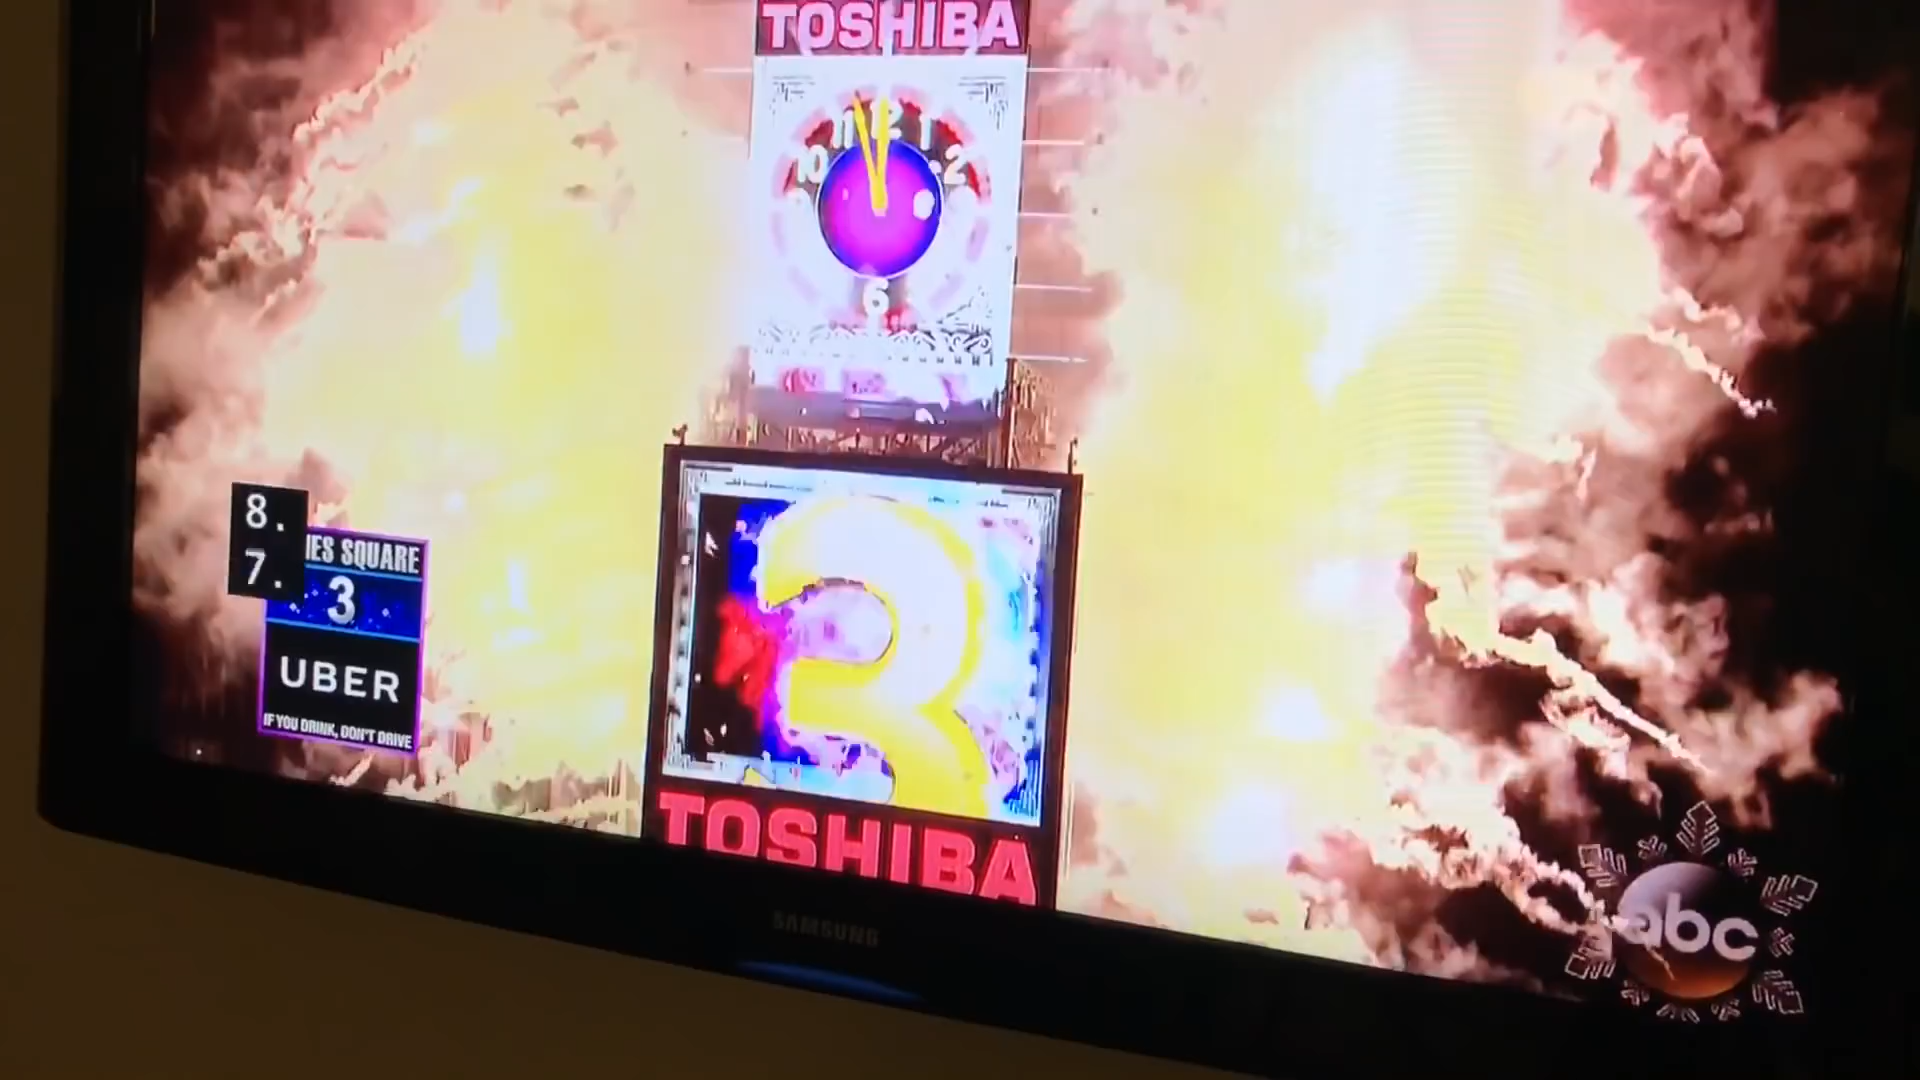 TOSHIBA
11 12 1
10 2
6
8.
7.
MES SQUARE
3
UBER
IF YOU DRINK, DON'T DRIVE
3
TOSHIBA
SAMSUNG
abc